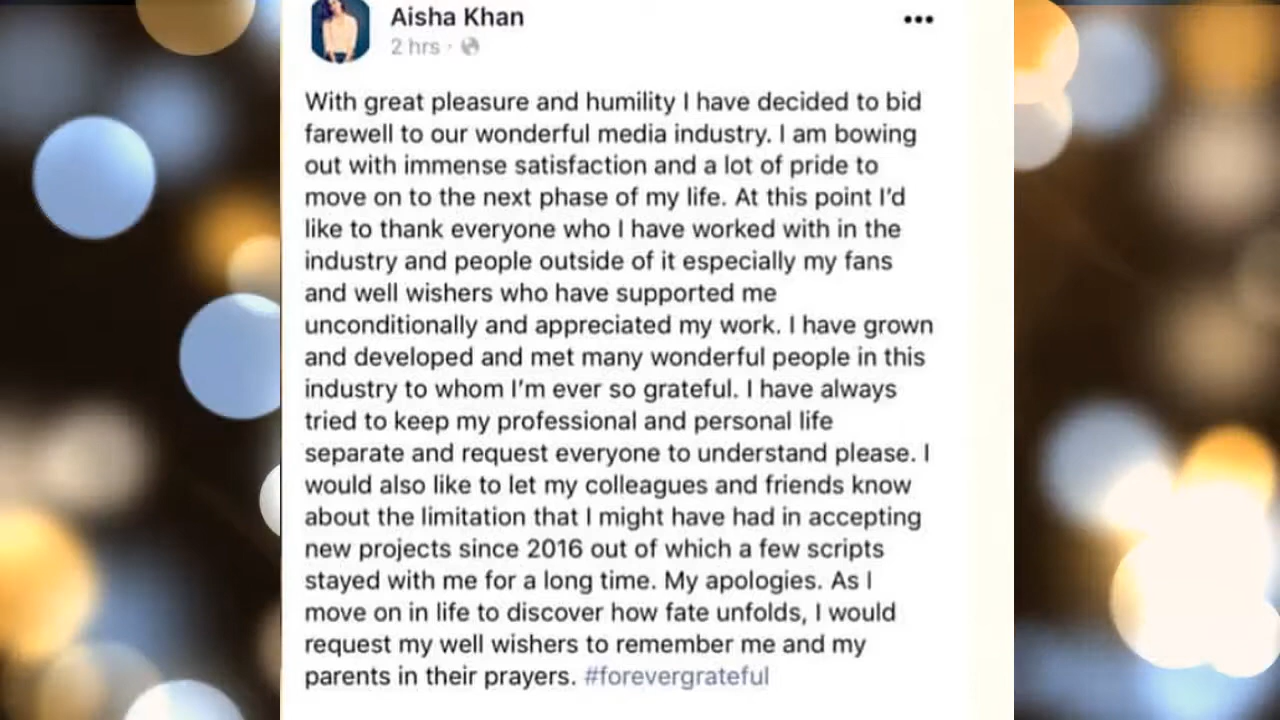 Aisha Khan
2 hrs ·
With great pleasure and humility I have decided to bid
farewell to our wonderful media industry. I am bowing
out with immense satisfaction and a lot of pride to
move on to the next phase of my life. At this point I'd
like to thank everyone who I have worked with in the
industry and people outside of it especially my fans
and well wishers who have supported me
unconditionally and appreciated my work. I have grown
and developed and met many wonderful people in this
industry to whom I'm ever so grateful. I have always
tried to keep my professional and personal life
separate and request everyone to understand please. I
would also like to let my colleagues and friends know
about the limitation that I might have had in accepting
new projects since 2016 out of which a few scripts
stayed with me for a long time. My apologies. As I
move on in life to discover how fate unfolds, I would
request my well wishers to remember me and my
parents in their prayers. #forevergrateful